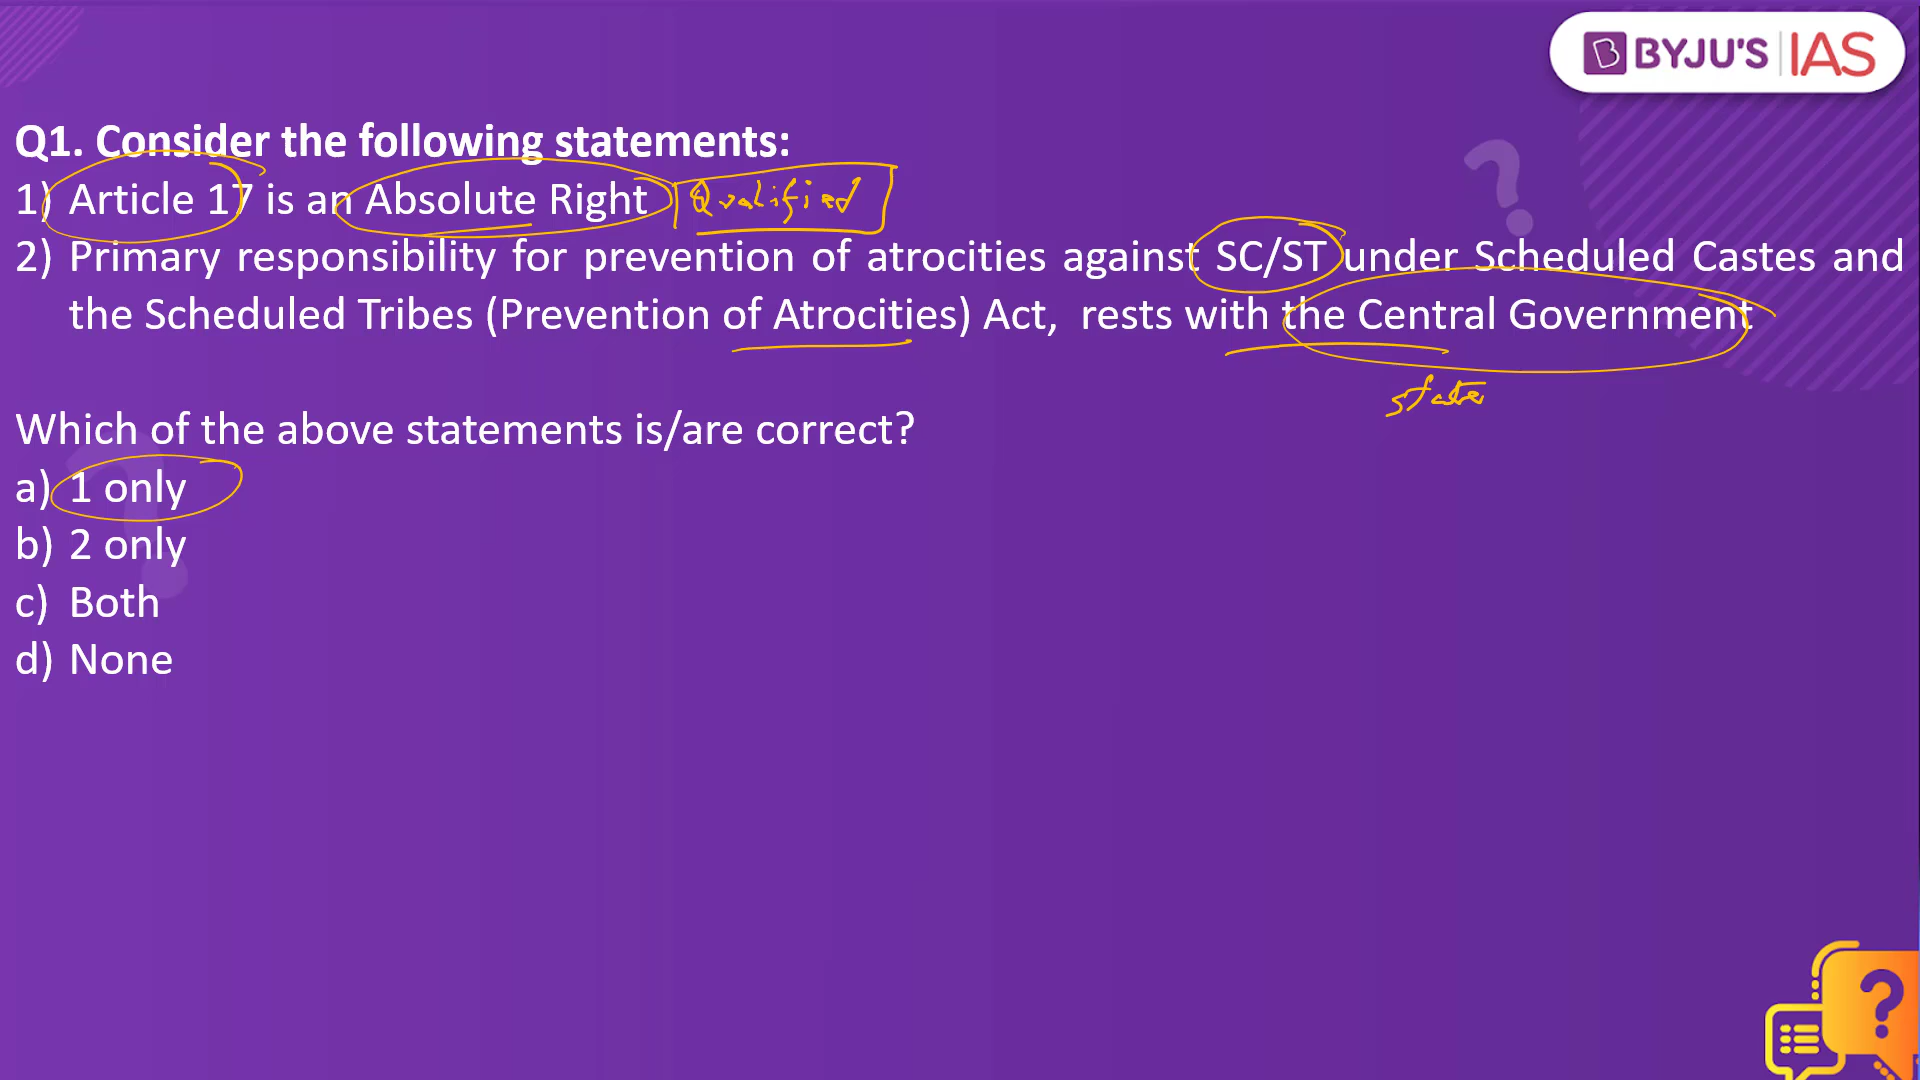 BYJU'S IAS
Q1. Consider the following statements:
1) Article 17 is an Absolute Right Qualified
2) Primary responsibility for prevention of atrocities against SC/ST under Scheduled Castes and
the Scheduled Tribes (Prevention of Atrocities) Act, rests with the Central Government
States
Which of the above statements is/are correct?
a) 1 only
b) 2 only
c) Both
d) None